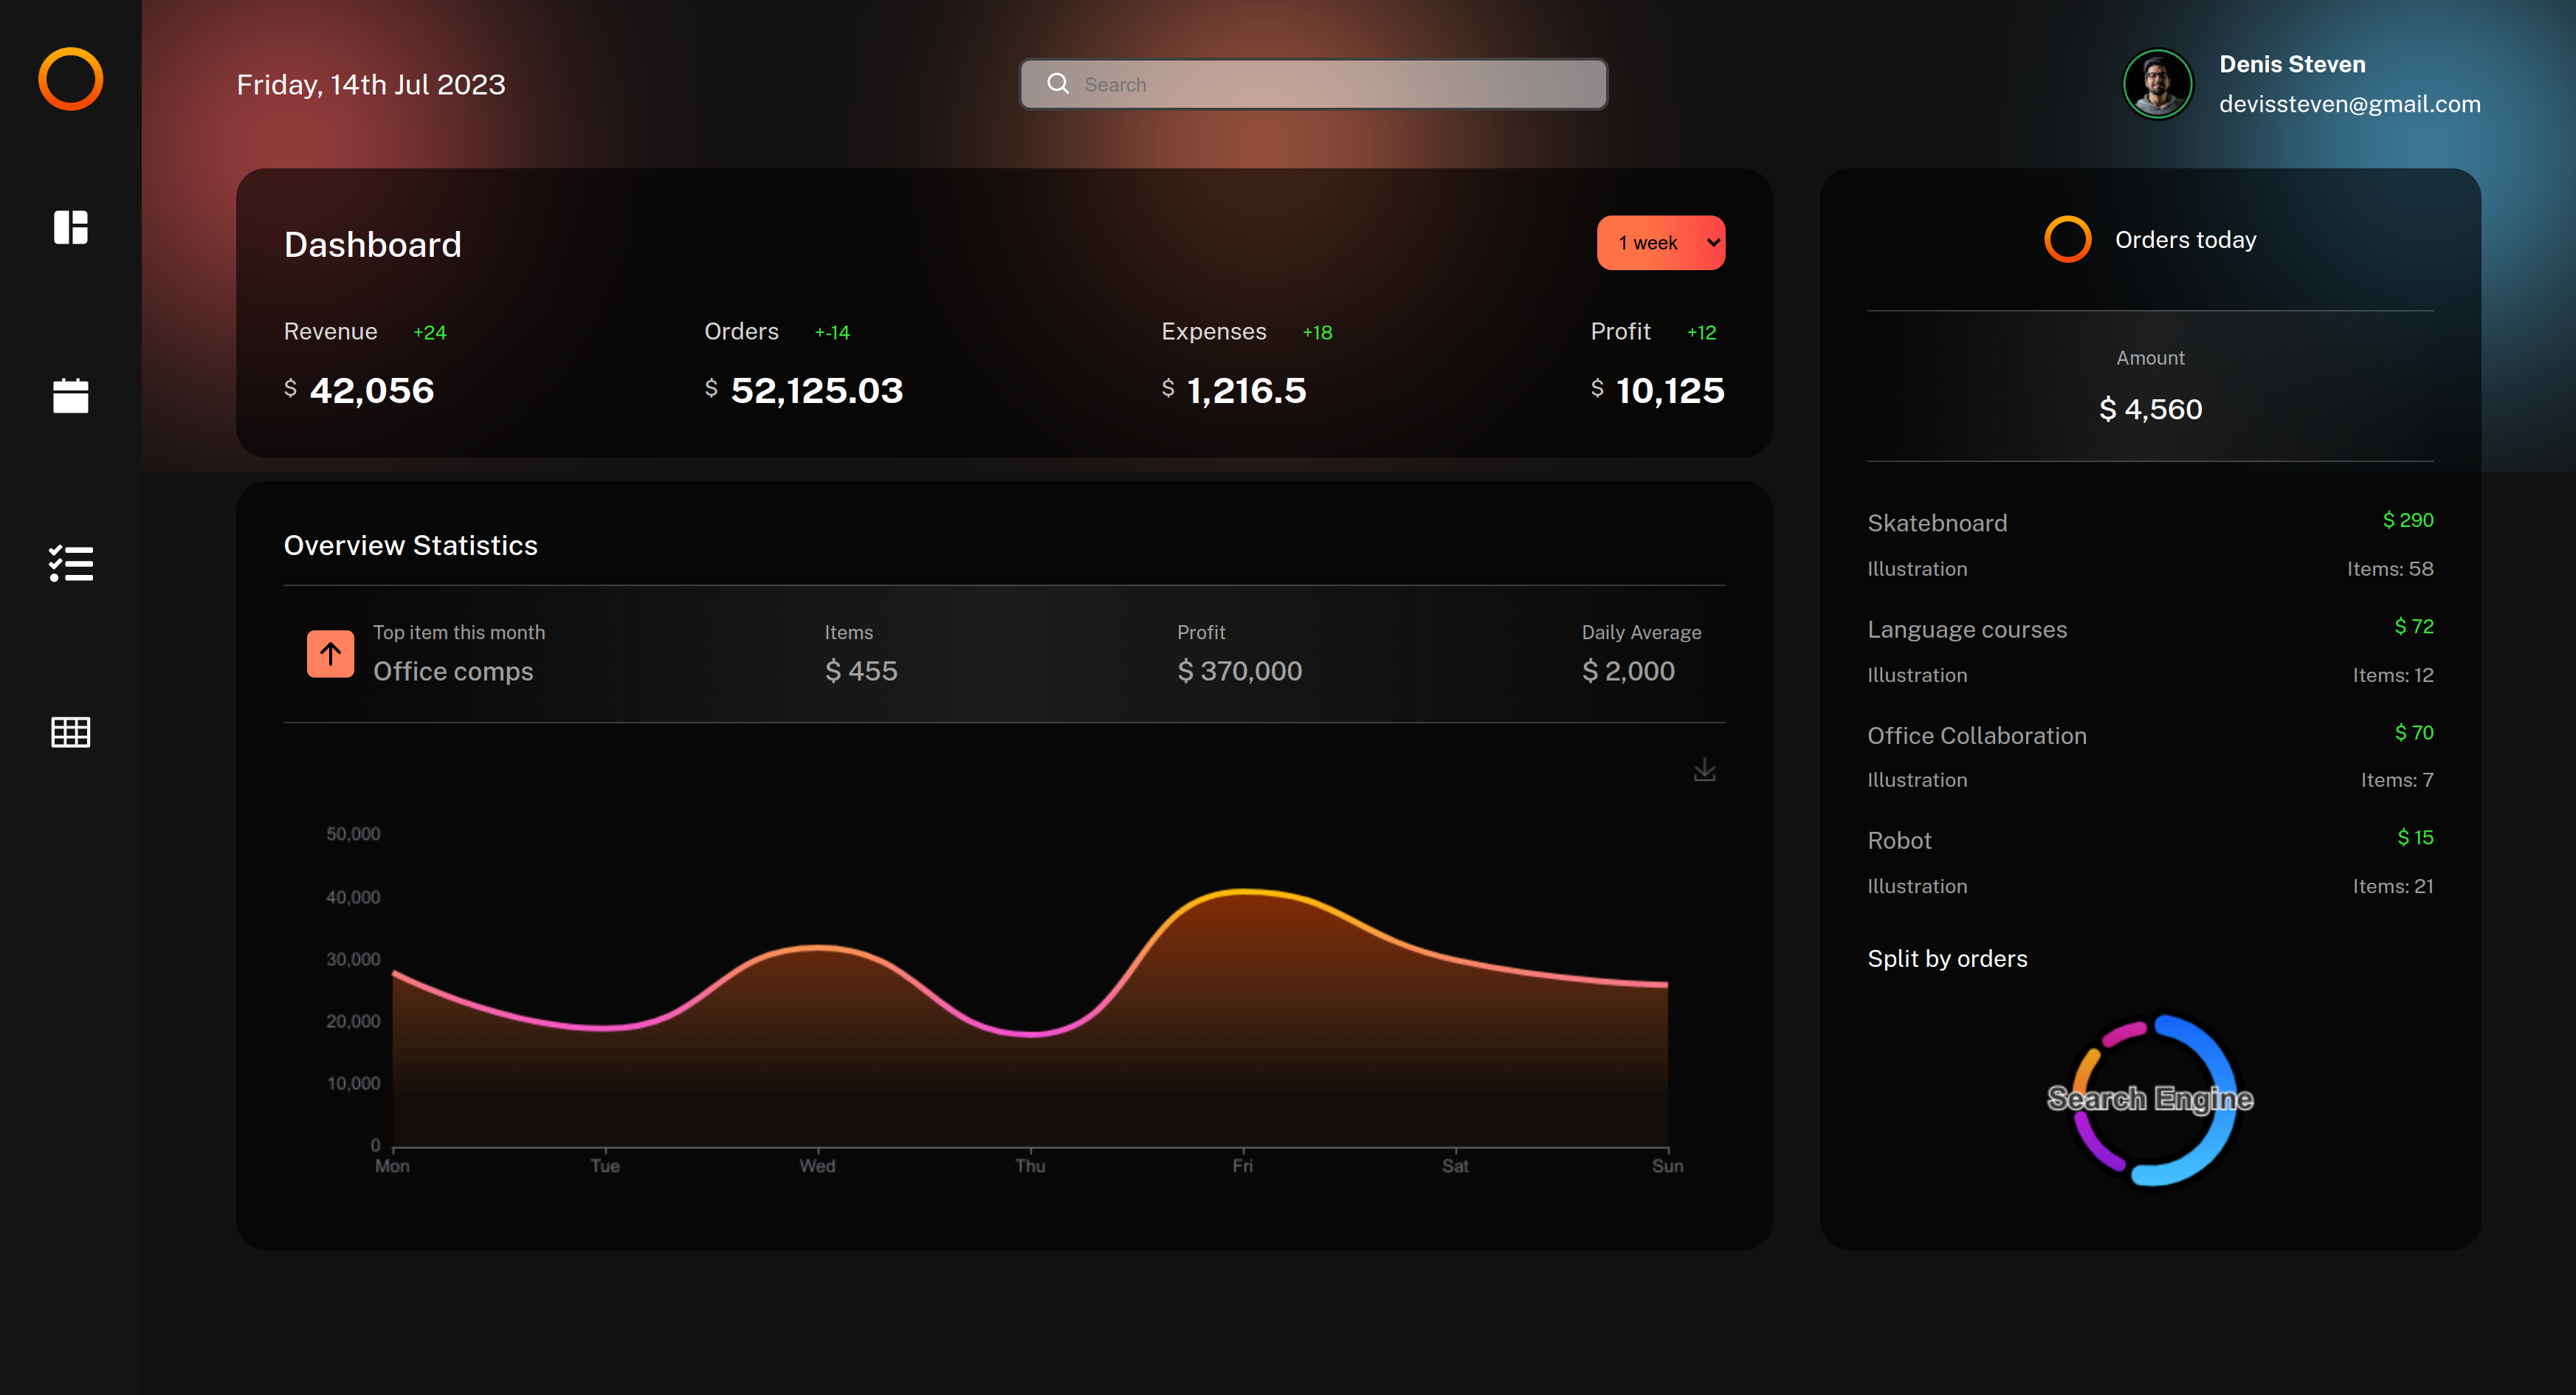 Friday, 14th Jul 2023
Search
Denis Steven
devissteven@gmail.com
Dashboard
1 week
Revenue +24
$ 42,056
Orders +-14
$ 52,125.03
Expenses +18
$ 1,216.5
Profit +12
$ 10,125
Overview Statistics
Top item this month
Office comps
Items
$ 455
Profit
$ 370,000
Daily Average
$ 2,000
50,000
40,000
30,000
20,000
10,000
0
Mon Tue Wed Thu Fri Sat Sun
Orders today
Amount
$ 4,560
Skatebnoard $ 290
Illustration Items: 58
Language courses $ 72
Illustration Items: 12
Office Collaboration $ 70
Illustration Items: 7
Robot $ 15
Illustration Items: 21
Split by orders
Search Engine